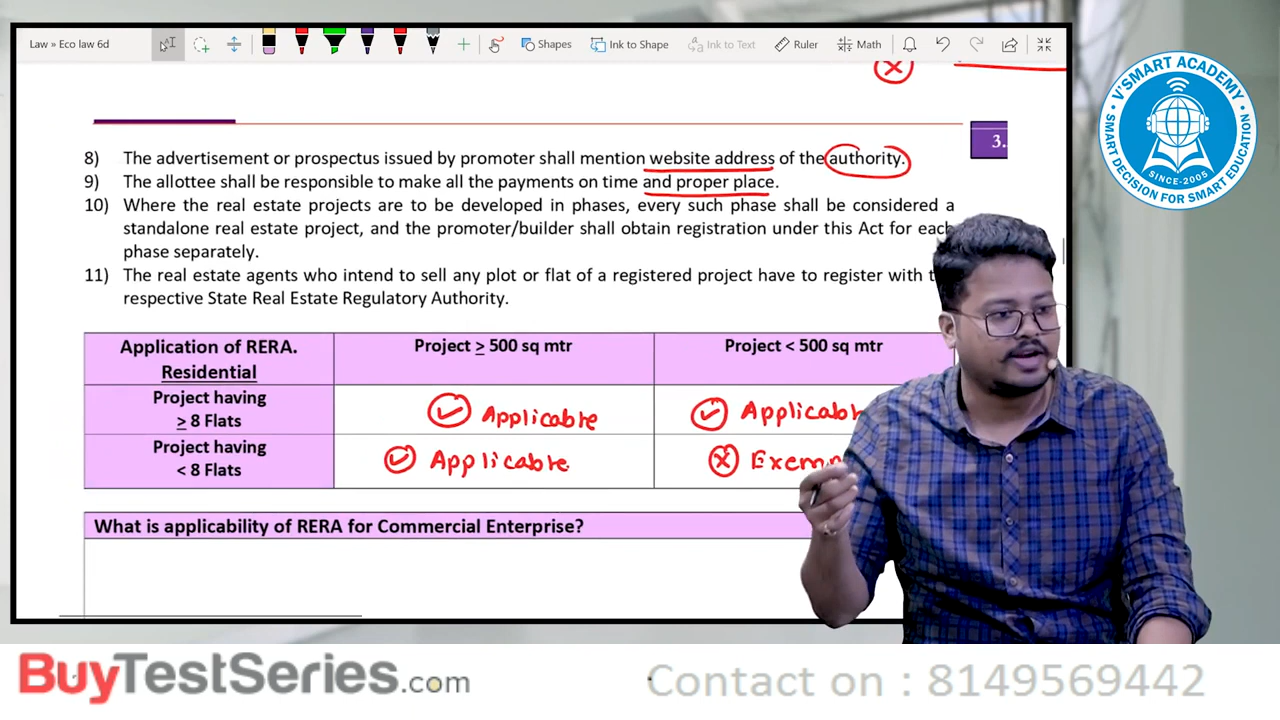 Law » Eco law 6d
Shapes
Ink to Shape
Ink to Text
Ruler
Math
V'SMART ACADEMY
SMART DECISION FOR SMART EDUCATION
SINCE-2005
3.
8) The advertisement or prospectus issued by promoter shall mention website address of the authority.
9) The allottee shall be responsible to make all the payments on time and proper place.
10) Where the real estate projects are to be developed in phases, every such phase shall be considered a
standalone real estate project, and the promoter/builder shall obtain registration under this Act for each
phase separately.
11) The real estate agents who intend to sell any plot or flat of a registered project have to register with
respective State Real Estate Regulatory Authority.
Application of RERA. Project ≥ 500 sq mtr Project < 500 sq mtr
Residential
Project having
≥ 8 Flats Applicable Applicabl
Project having
< 8 Flats Applicable Exem
What is applicability of RERA for Commercial Enterprise?
BuyTestSeries.com Contact on : 8149569442